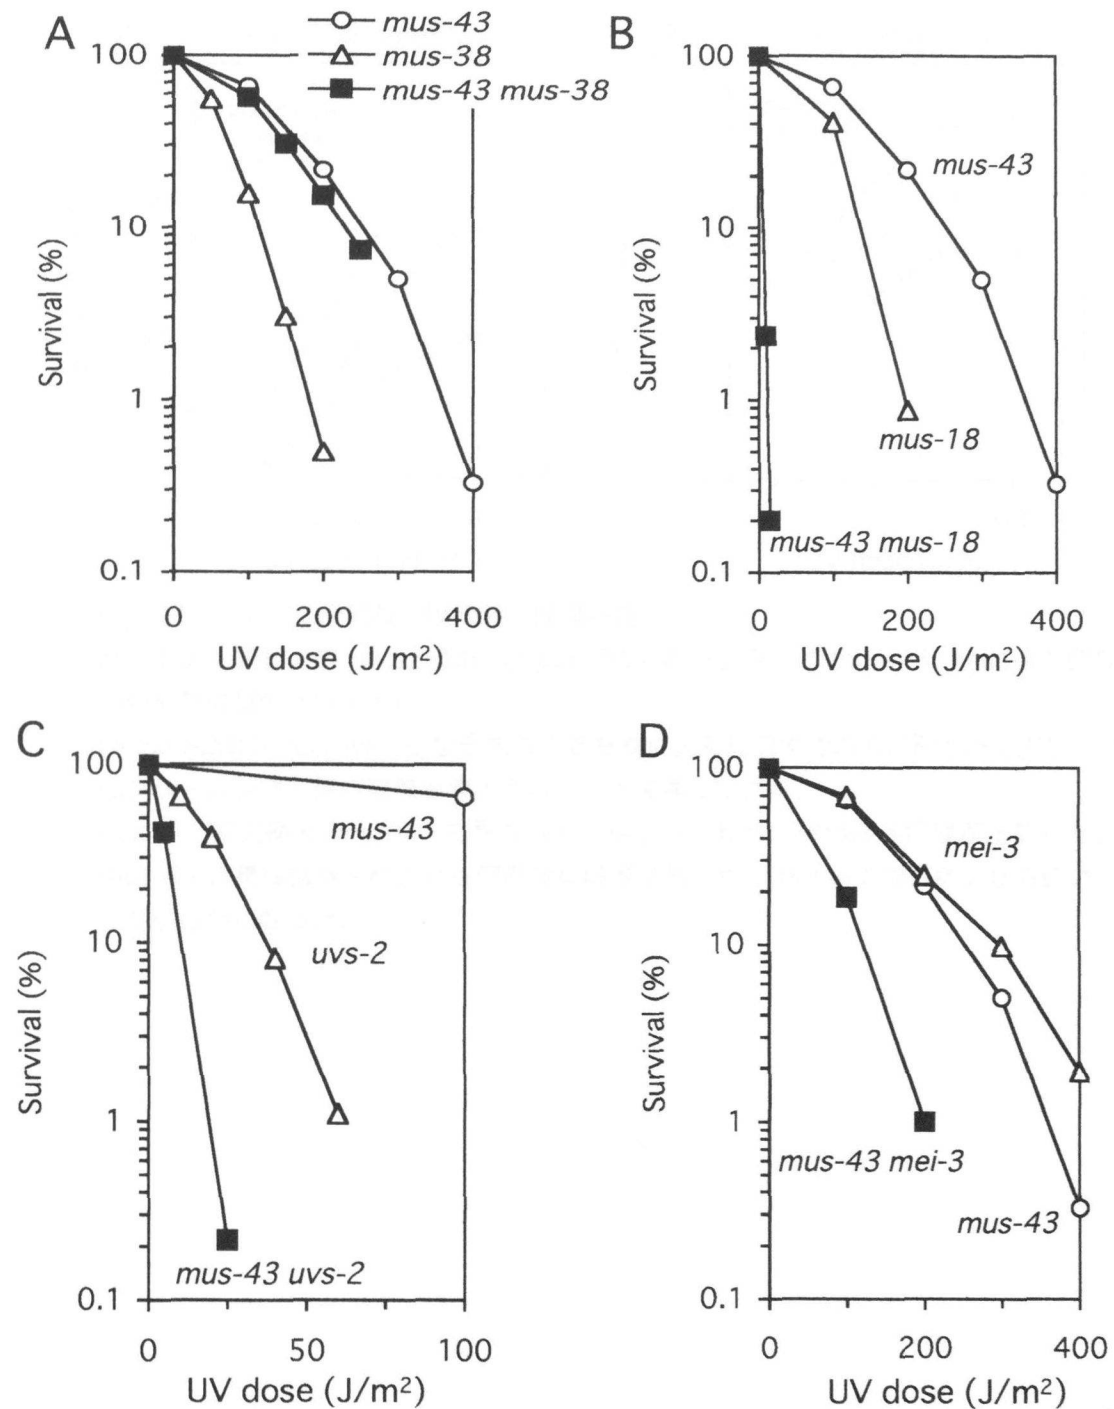 A
mus-43
mus-38
mus-43 mus-38
100
10
1
0.1
Survival (%)
0 200 400
UV dose (J/m²)
B
100
10
1
0.1
Survival (%)
mus-43
mus-18
mus-43 mus-18
0 200 400
UV dose (J/m²)
C
100
10
1
0.1
Survival (%)
mus-43
uvs-2
mus-43 uvs-2
0 50 100
UV dose (J/m²)
D
100
10
1
0.1
Survival (%)
mei-3
mus-43 mei-3
mus-43
0 200 400
UV dose (J/m²)